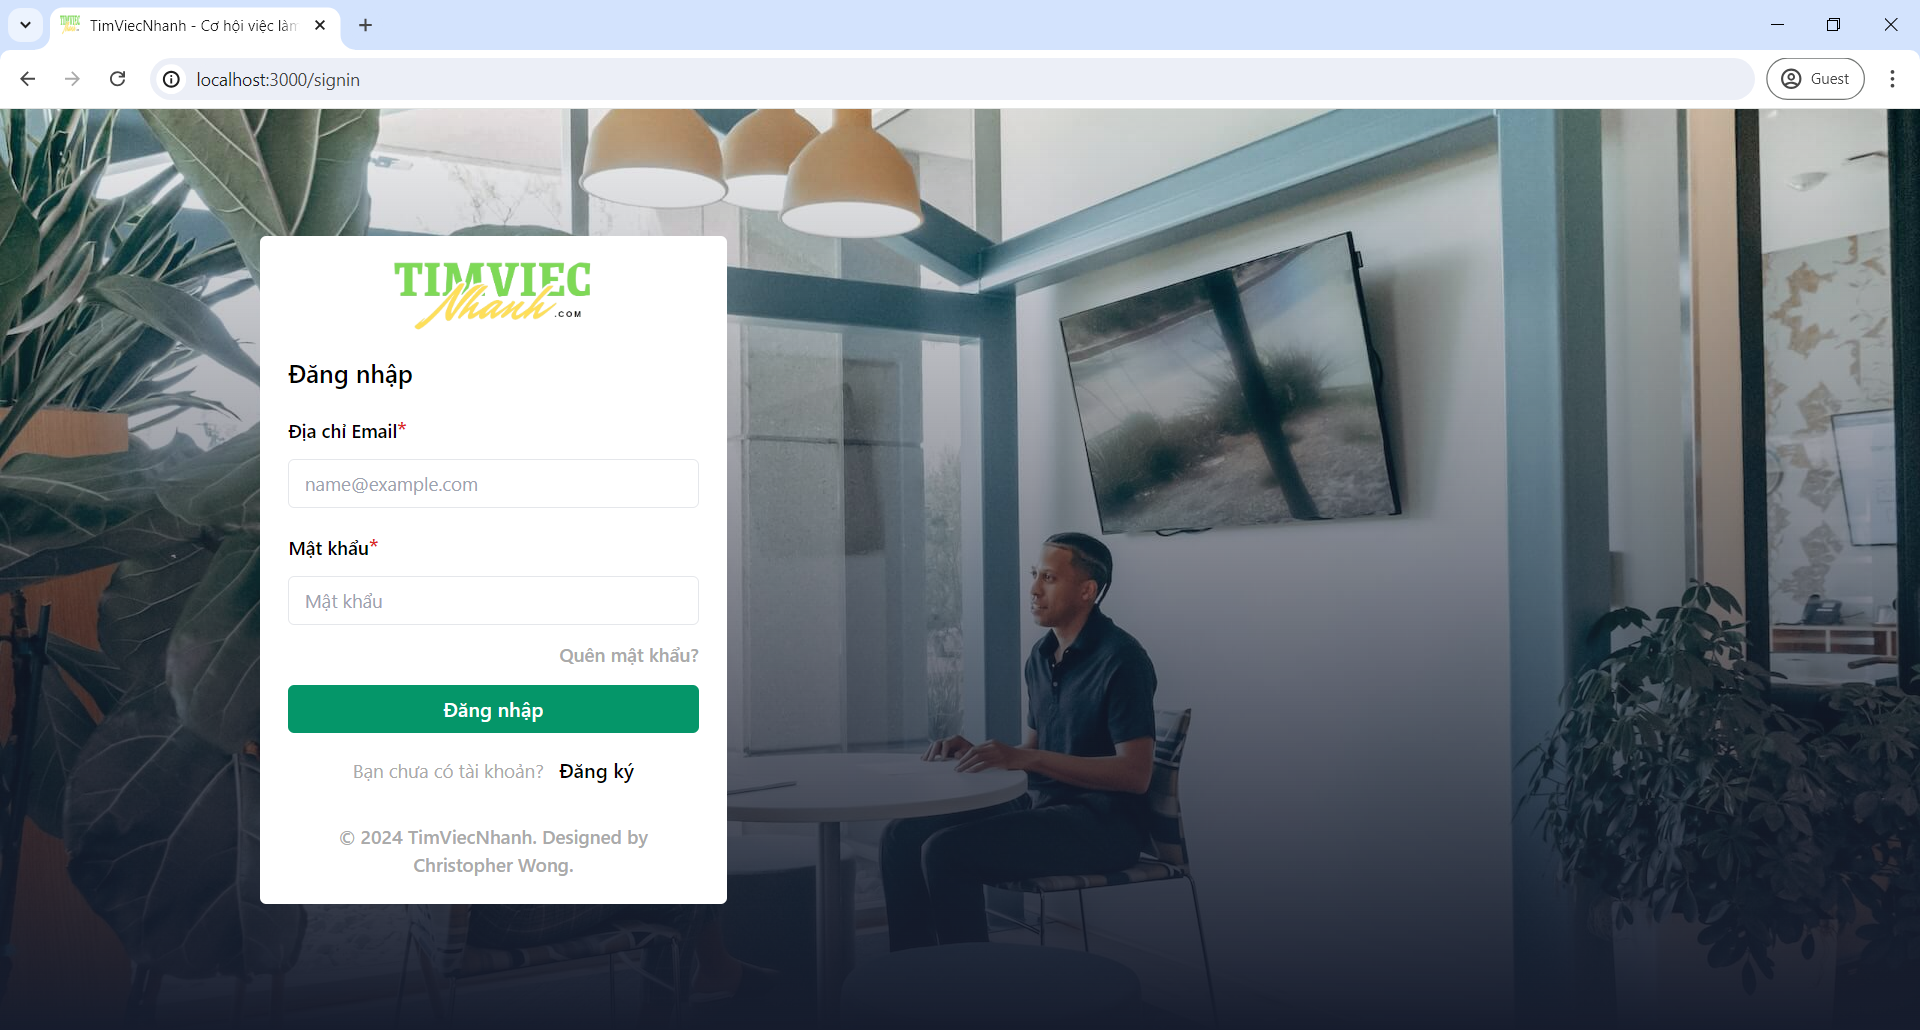 TimViecNhanh - Cơ hội việc làm
localhost:3000/signin
Guest
TIMVIEC
Nhanh .COM
Đăng nhập
Địa chỉ Email*
name@example.com
Mật khẩu*
Mật khẩu
Quên mật khẩu?
Đăng nhập
Bạn chưa có tài khoản? Đăng ký
© 2024 TimViecNhanh. Designed by
Christopher Wong.